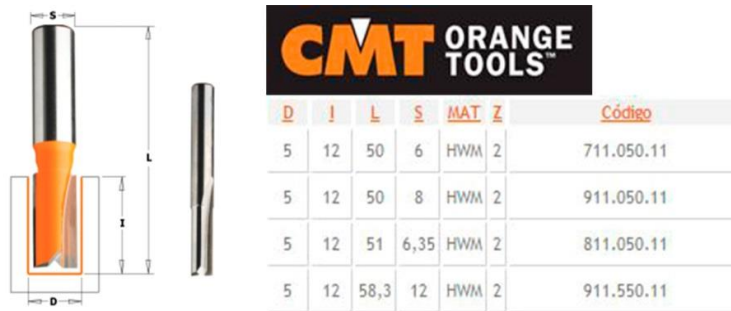 S
L
I
D
CMT ORANGE TOOLS™
D I L S MAT Z Código
5 12 50 6 HWM 2 711.050.11
5 12 50 8 HWM 2 911.050.11
5 12 51 6,35 HWM 2 811.050.11
5 12 58,3 12 HWM 2 911.550.11